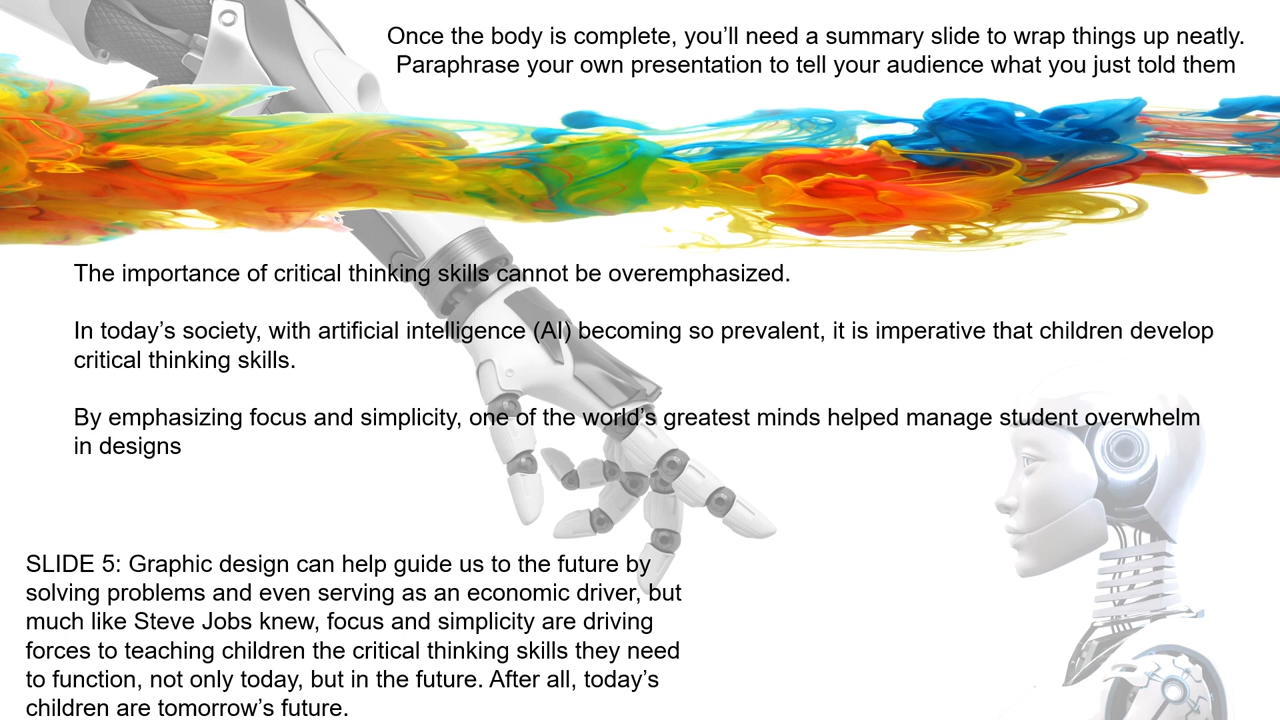 Once the body is complete, you’ll need a summary slide to wrap things up neatly.
Paraphrase your own presentation to tell your audience what you just told them
The importance of critical thinking skills cannot be overemphasized.
In today’s society, with artificial intelligence (AI) becoming so prevalent, it is imperative that children develop
critical thinking skills.
By emphasizing focus and simplicity, one of the world’s greatest minds helped manage student overwhelm
in designs
SLIDE 5: Graphic design can help guide us to the future by
solving problems and even serving as an economic driver, but
much like Steve Jobs knew, focus and simplicity are driving
forces to teaching children the critical thinking skills they need
to function, not only today, but in the future. After all, today’s
children are tomorrow’s future.